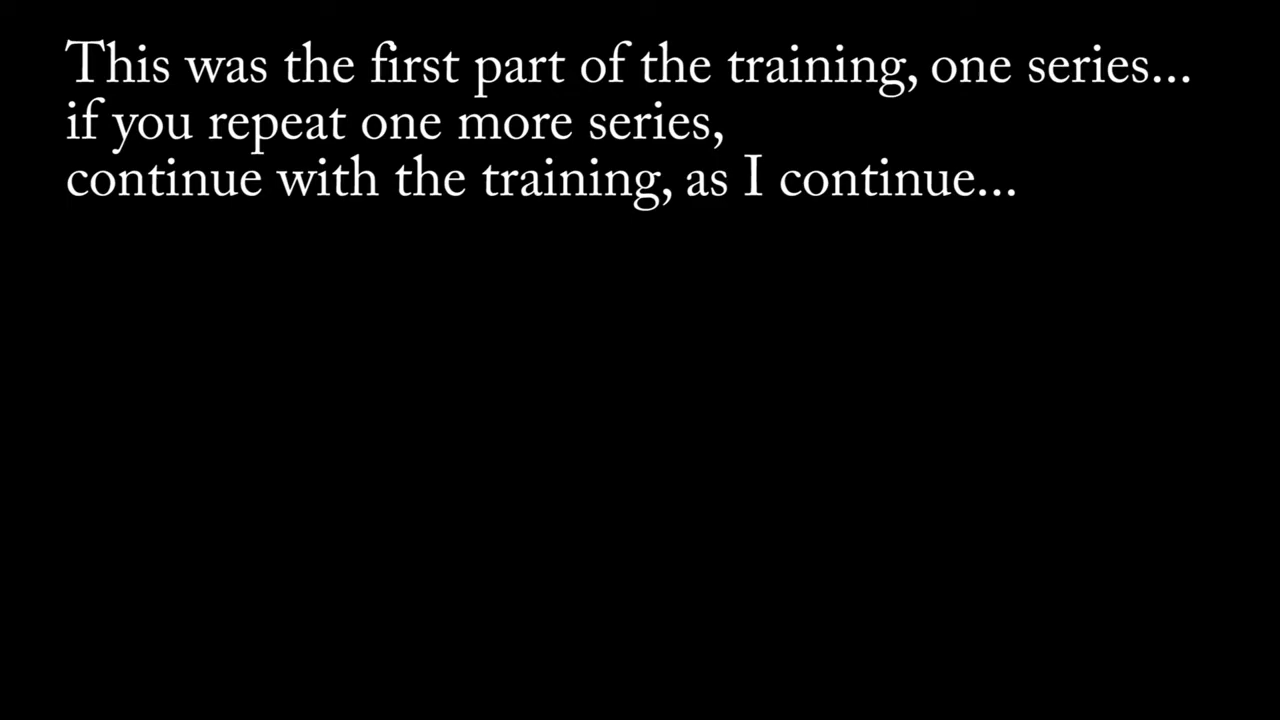 This was the first part of the training, one series...
if you repeat one more series,
continue with the training, as I continue...